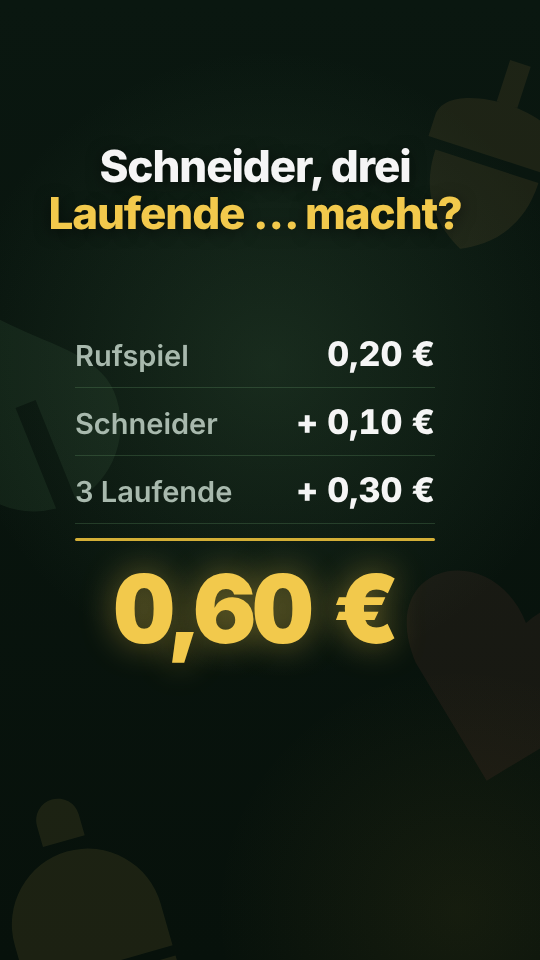 Schneider, drei
Laufende … macht?
Rufspiel 0,20 €
Schneider + 0,10 €
3 Laufende + 0,30 €
0,60 €